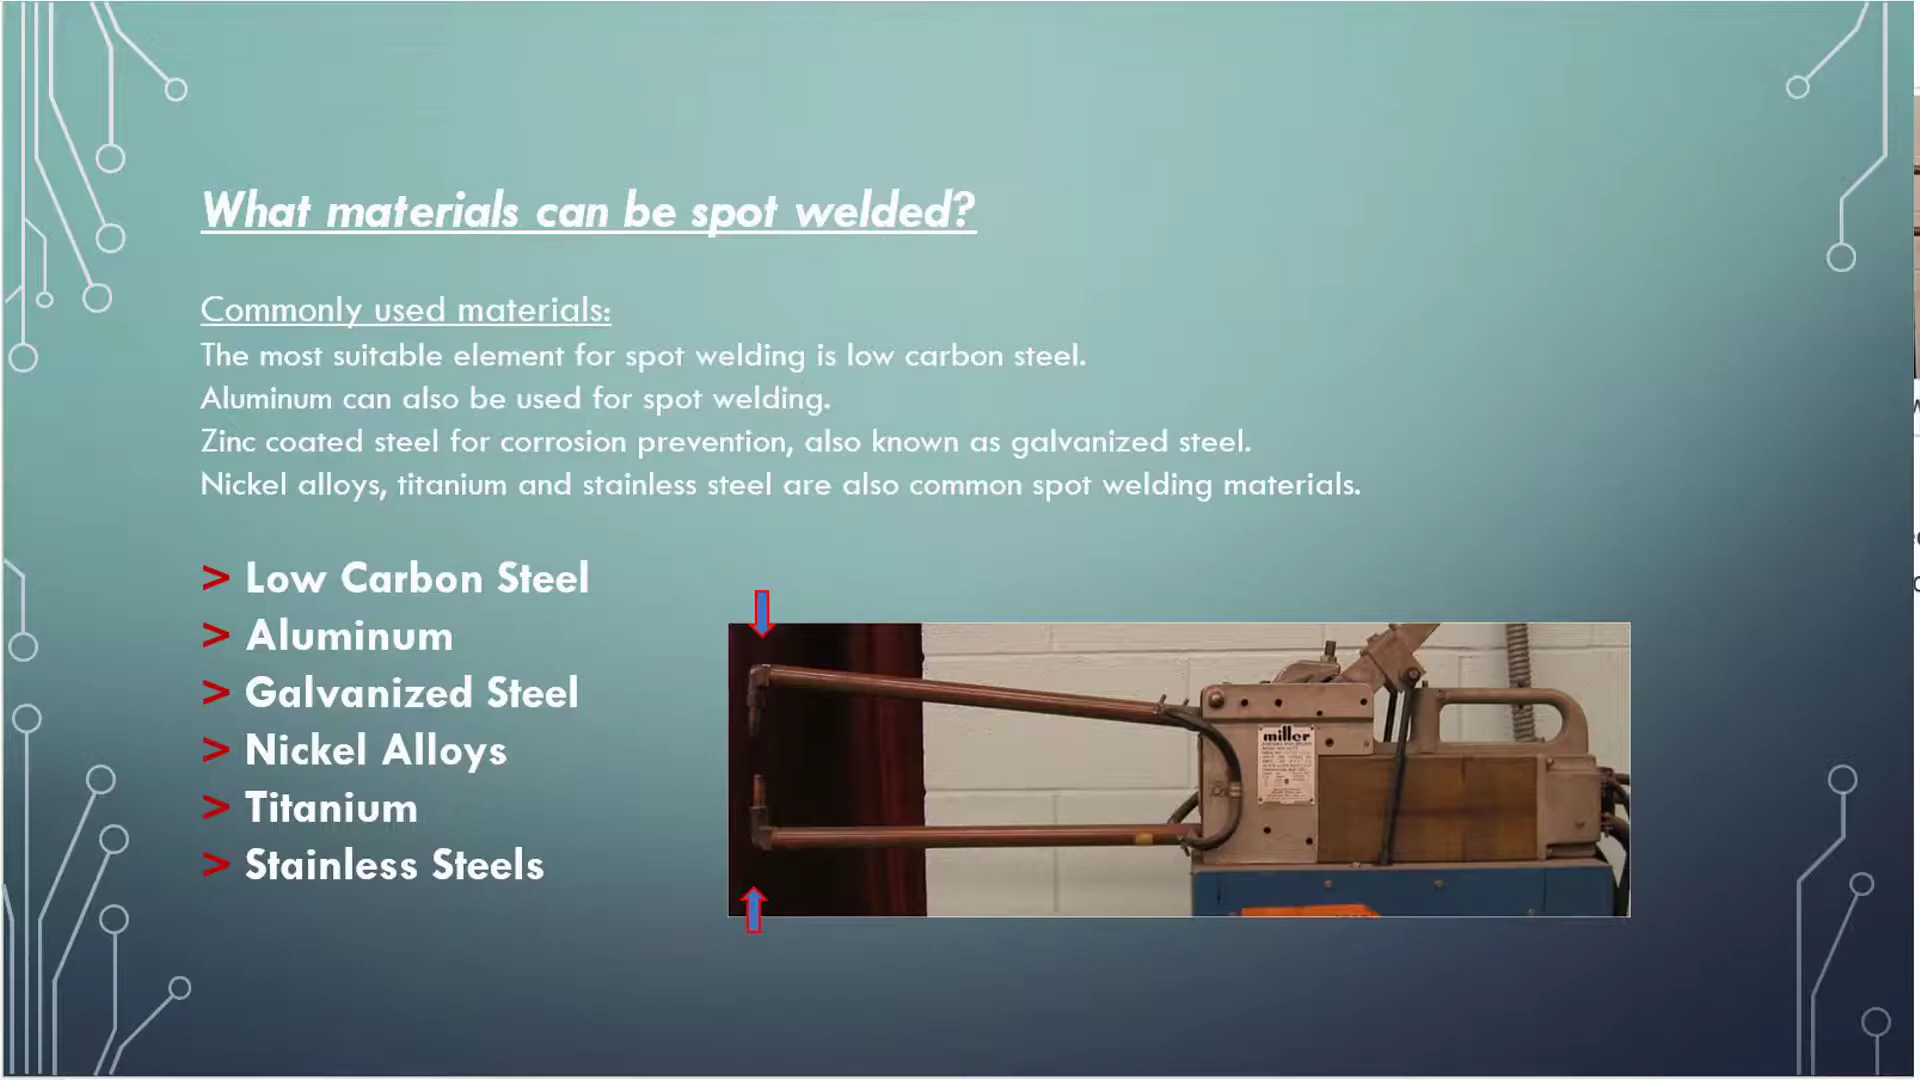 What materials can be spot welded?
Commonly used materials:
The most suitable element for spot welding is low carbon steel.
Aluminum can also be used for spot welding.
Zinc coated steel for corrosion prevention, also known as galvanized steel.
Nickel alloys, titanium and stainless steel are also common spot welding materials.
> Low Carbon Steel
> Aluminum
> Galvanized Steel
> Nickel Alloys
> Titanium
> Stainless Steels
miller